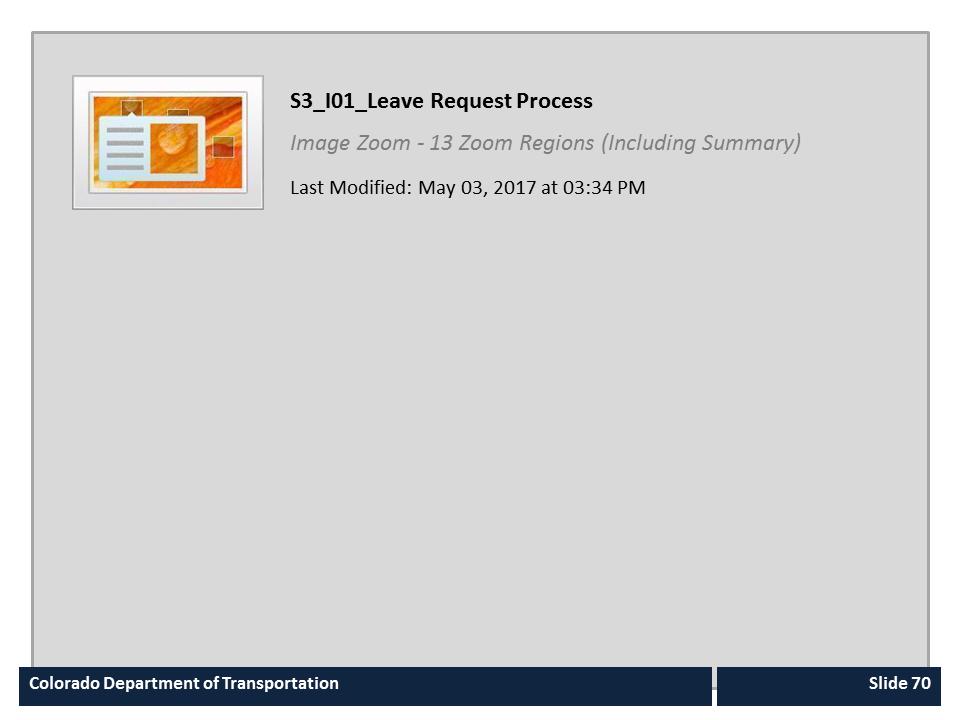 S3_I01_Leave Request Process
Image Zoom - 13 Zoom Regions (Including Summary)
Last Modified: May 03, 2017 at 03:34 PM
Colorado Department of Transportation
Slide 70